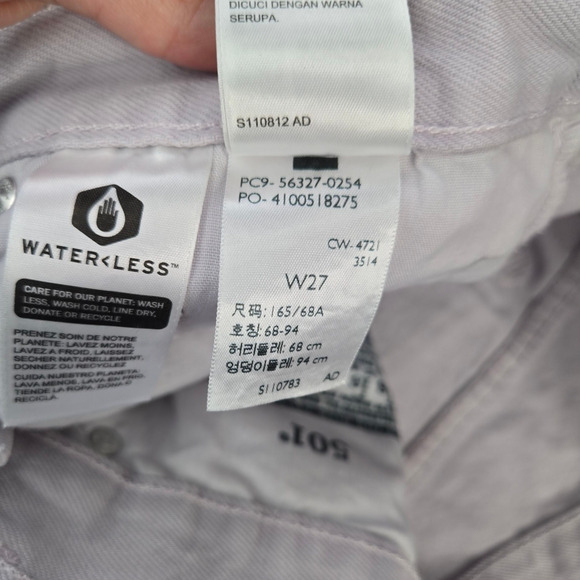 DICUCI DENGAN WARNA
SERUPA.
S110812 AD
PC9- 56327-0254
PO- 4100518275
CW- 4721
3514
W27
尺码: 165/68A
호칭: 68-94
허리둘레: 68 cm
엉덩이둘레: 94 cm
S110783 AD
WATER<LESS™
CARE FOR OUR PLANET: WASH
LESS, WASH COLD, LINE DRY,
DONATE OR RECYCLE
PRENEZ SOIN DE NOTRE
PLANÈTE: LAVEZ MOINS,
LAVEZ À FROID, LAISSEZ
SÉCHER NATURELLEMENT,
DONNEZ OU RECYCLEZ
CUIDA NUESTRO PLANETA:
LAVA MENOS, LAVA EN FRÍO,
TIENDE LA ROPA, DONA O
RECICLA.
501®